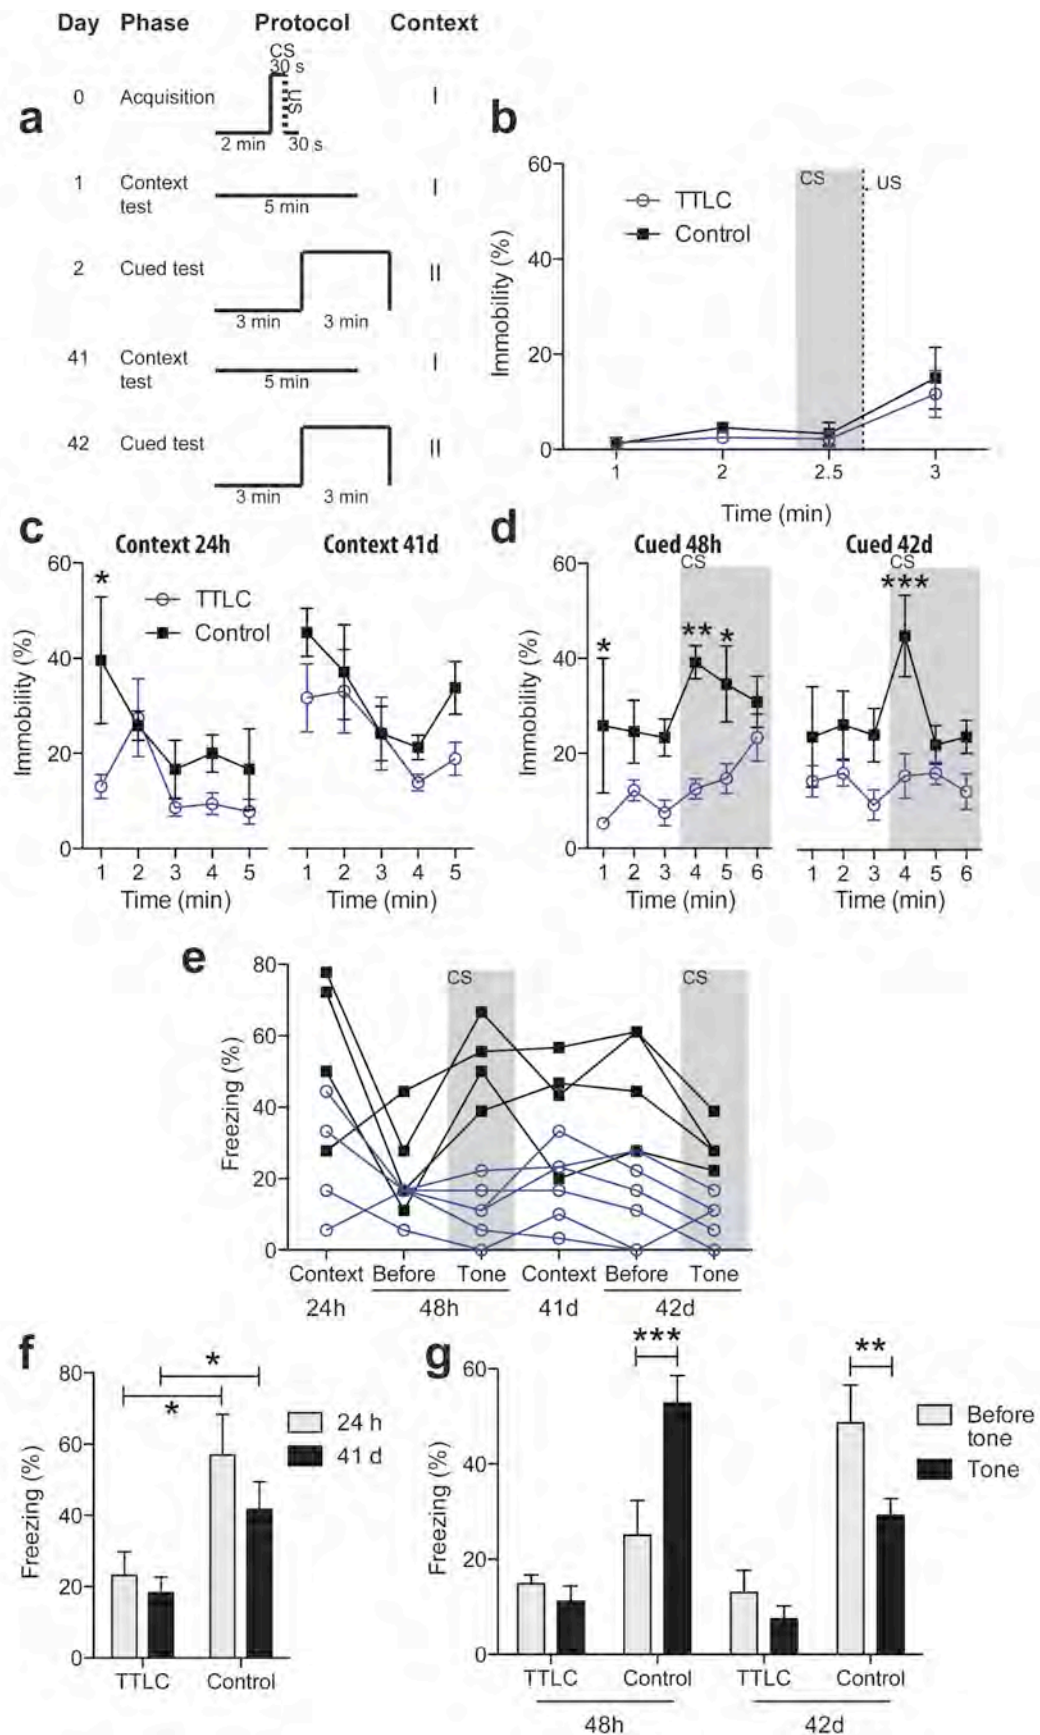 Day Phase Protocol Context
a
CS
30 s
0 Acquisition US I
2 min 30 s
1 Context test I
5 min
2 Cued test II
3 min 3 min
41 Context test I
5 min
42 Cued test II
3 min 3 min
b
60
40
20
0
Immobility (%)
TTLC
Control
CS
US
1 2 2.5 3
Time (min)
c
Context 24h Context 41d
60
40
20
0
Immobility (%)
*
TTLC
Control
1 2 3 4 5 1 2 3 4 5
Time (min) Time (min)
d
Cued 48h Cued 42d
CS CS
60
40
20
0
Immobility (%)
* ** * ***
1 2 3 4 5 6 1 2 3 4 5 6
Time (min) Time (min)
e
80
60
40
20
0
Freezing (%)
CS CS
Context Before Tone Context Before Tone
24h 48h 41d 42d
f
80
60
40
20
0
Freezing (%)
*
*
24 h
41 d
TTLC Control
g
60
40
20
0
Freezing (%)
*** **
Before
tone
Tone
TTLC Control TTLC Control
48h 42d